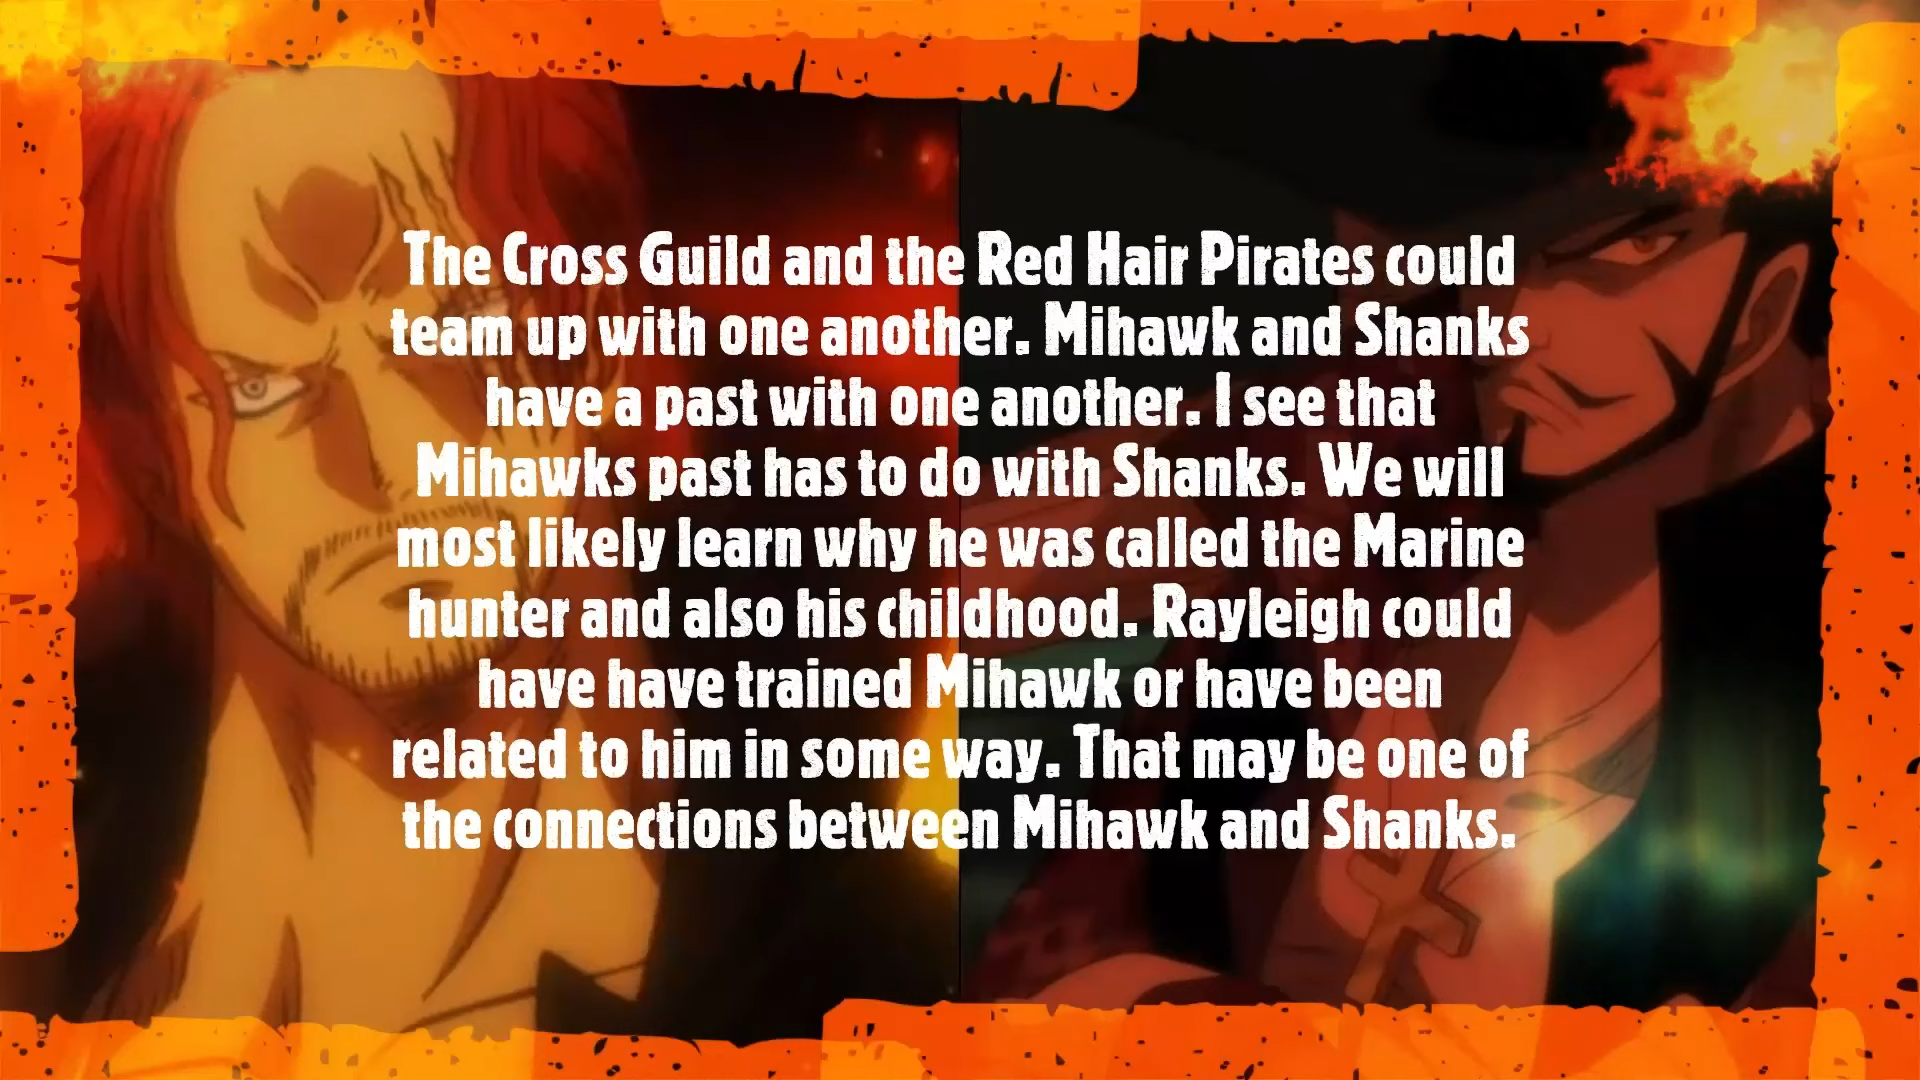 The Cross Guild and the Red Hair Pirates could
team up with one another. Mihawk and Shanks
have a past with one another. I see that
Mihawks past has to do with Shanks. We will
most likely learn why he was called the Marine
hunter and also his childhood. Rayleigh could
have have trained Mihawk or have been
related to him in some way. That may be one of
the connections between Mihawk and Shanks.